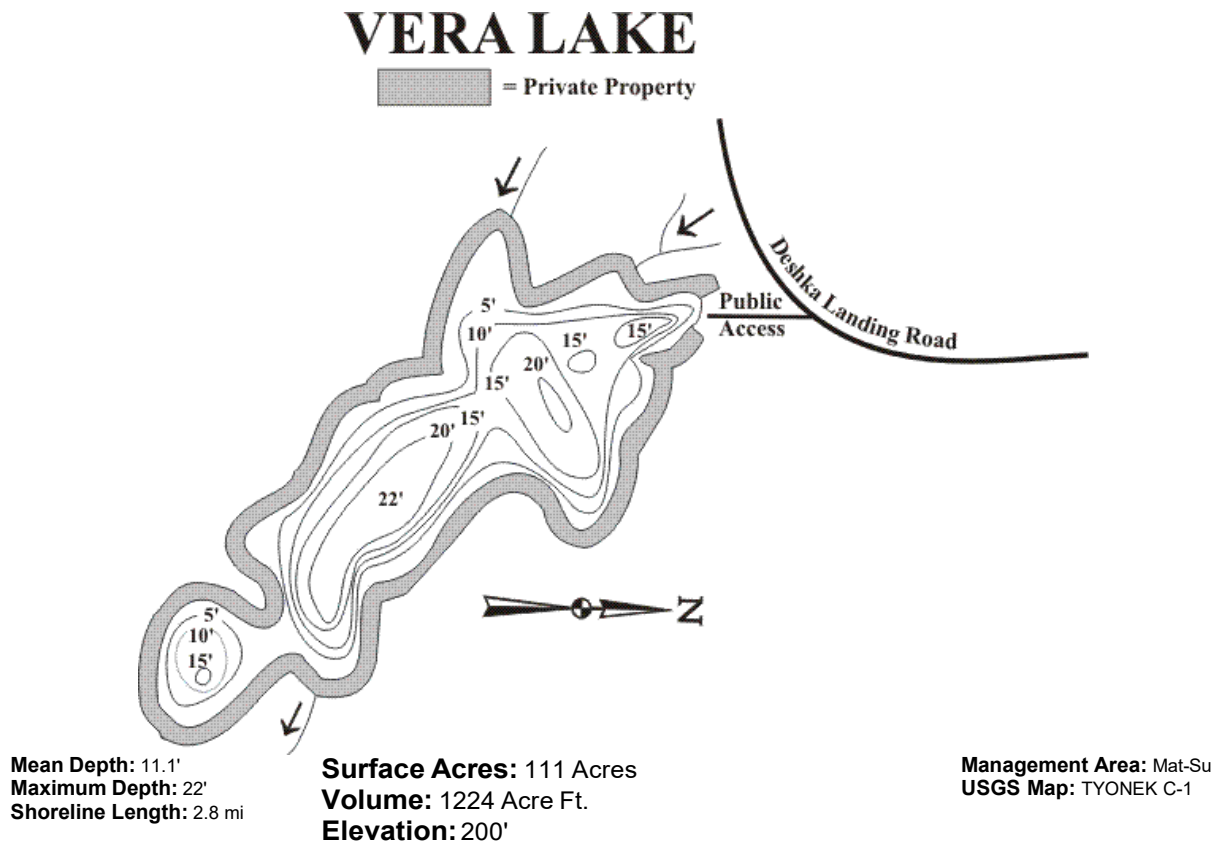 VERA LAKE
= Private Property
Deshka Landing Road
Public
Access
5'
10'
15'
15'
20'
15'
15'
20'
22'
5'
10'
15'
N
Mean Depth: 11.1'
Maximum Depth: 22'
Shoreline Length: 2.8 mi
Surface Acres: 111 Acres
Volume: 1224 Acre Ft.
Elevation: 200'
Management Area: Mat-Su
USGS Map: TYONEK C-1